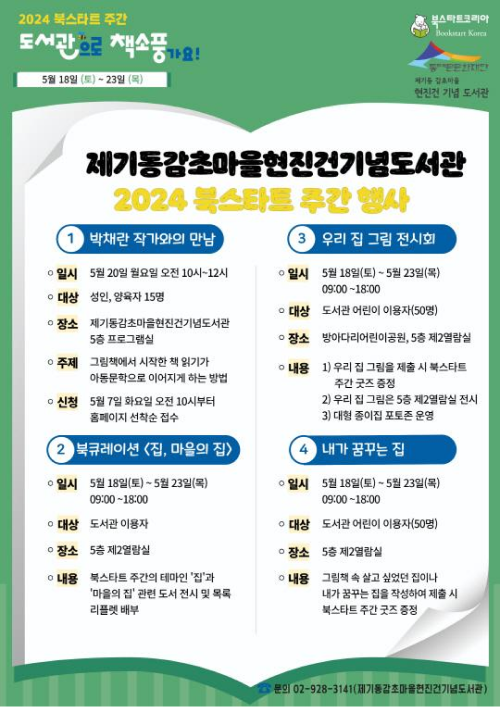 2024 북스타트 주간
도서관으로 책소풍가요!
5월 18일 (토) ~ 23일 (목)
북스타트코리아
Bookstart Korea
동대문문화재단
제기동 감초마을
현진건 기념 도서관
제기동감초마을현진건기념도서관
2024 북스타트 주간 행사
1 박채란 작가와의 만남
일시 5월 20일 월요일 오전 10시~12시
대상 성인, 양육자 15명
장소 제기동감초마을현진건기념도서관
5층 프로그램실
주제 그림책에서 시작한 책 읽기가
아동문학으로 이어지게 하는 방법
신청 5월 7일 화요일 오전 10시부터
홈페이지 선착순 접수
2 북큐레이션 <집, 마을의 집>
일시 5월 18일(토) ~ 5월 23일(목)
09:00 ~18:00
대상 도서관 이용자
장소 5층 제2열람실
내용 북스타트 주간의 테마인 '집'과
'마을의 집' 관련 도서 전시 및 목록
리플렛 배부
3 우리 집 그림 전시회
일시 5월 18일(토) ~ 5월 23일(목)
09:00 ~18:00
대상 도서관 어린이 이용자(50명)
장소 방아다리어린이공원, 5층 제2열람실
내용 1) 우리 집 그림을 제출 시 북스타트
주간 굿즈 증정
2) 우리 집 그림은 5층 제2열람실 전시
3) 대형 종이집 포토존 운영
4 내가 꿈꾸는 집
일시 5월 18일(토) ~ 5월 23일(목)
09:00 ~18:00
대상 도서관 어린이 이용자(50명)
장소 5층 제2열람실
내용 그림책 속 살고 싶었던 집이나
내가 꿈꾸는 집을 작성하여 제출 시
북스타트 주간 굿즈 증정
☎문의 02-928-3141(제기동감초마을현진건기념도서관)